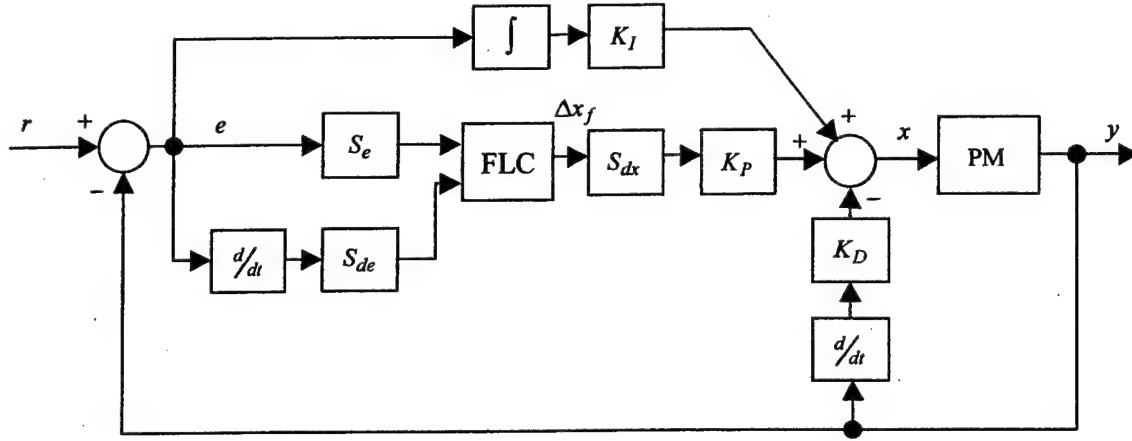 ∫
K_I
Δx_f
+
r
+
e
S_e
FLC
S_dx
K_P
+
x
PM
y
−
−
d/dt
S_de
K_D
d/dt